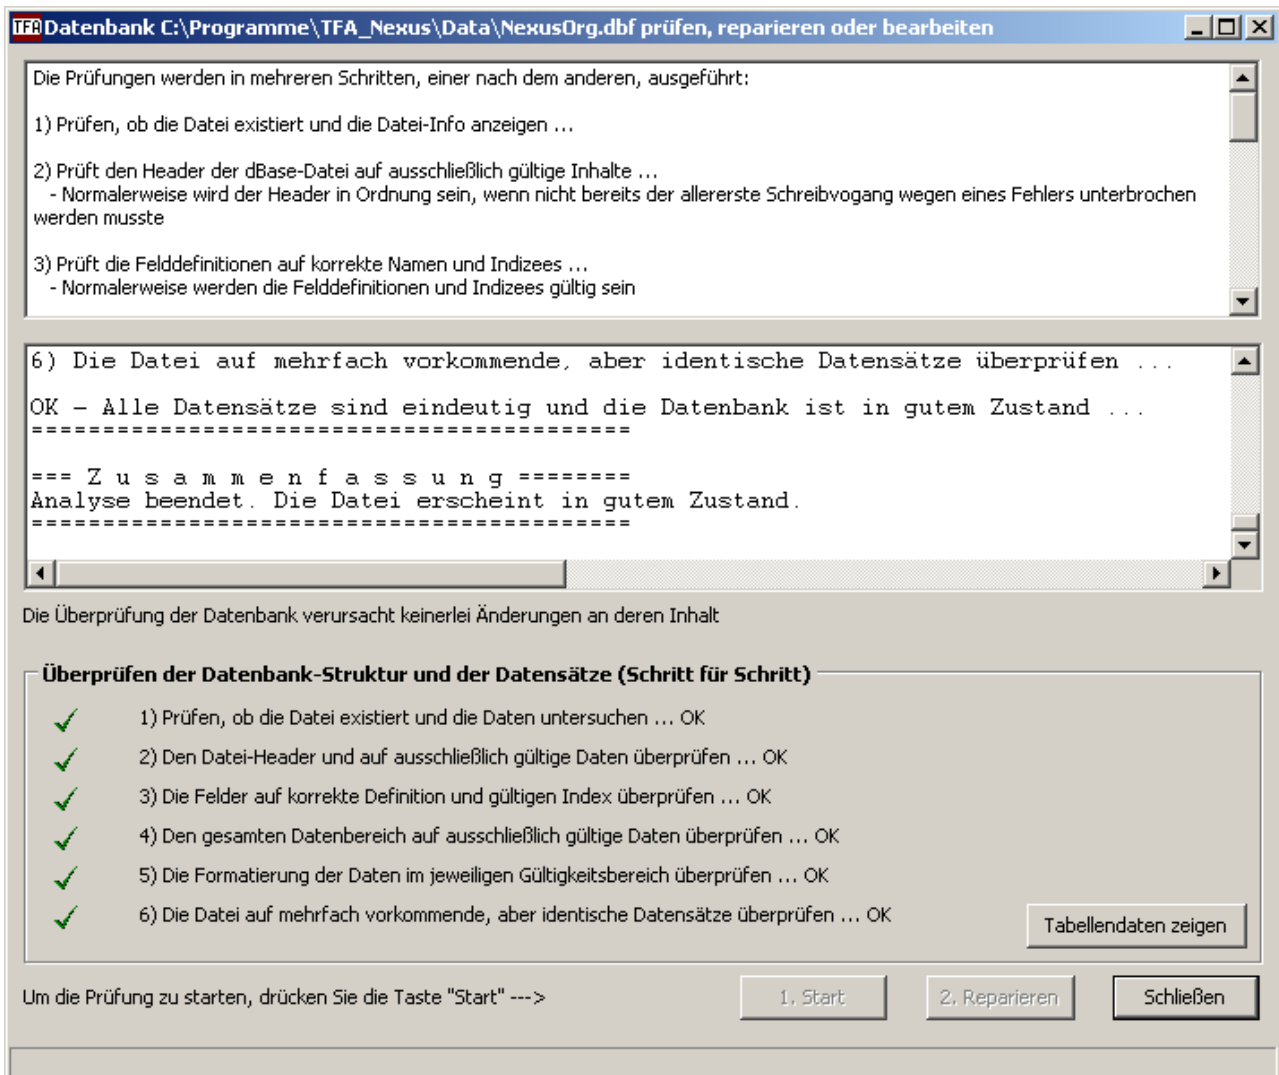 TFA Datenbank C:\Programme\TFA_Nexus\Data\NexusOrg.dbf prüfen, reparieren oder bearbeiten
Die Prüfungen werden in mehreren Schritten, einer nach dem anderen, ausgeführt:
1) Prüfen, ob die Datei existiert und die Datei-Info anzeigen ...
2) Prüft den Header der dBase-Datei auf ausschließlich gültige Inhalte ...
- Normalerweise wird der Header in Ordnung sein, wenn nicht bereits der allererste Schreibvogang wegen eines Fehlers unterbrochen
werden musste
3) Prüft die Felddefinitionen auf korrekte Namen und Indizees ...
- Normalerweise werden die Felddefinitionen und Indizees gültig sein
6) Die Datei auf mehrfach vorkommende, aber identische Datensätze überprüfen ...
OK - Alle Datensätze sind eindeutig und die Datenbank ist in gutem Zustand ...
==========================================
=== Z u s a m m e n f a s s u n g ========
Analyse beendet. Die Datei erscheint in gutem Zustand.
==========================================
Die Überprüfung der Datenbank verursacht keinerlei Änderungen an deren Inhalt
Überprüfen der Datenbank-Struktur und der Datensätze (Schritt für Schritt)
1) Prüfen, ob die Datei existiert und die Daten untersuchen ... OK
2) Den Datei-Header und auf ausschließlich gültige Daten überprüfen ... OK
3) Die Felder auf korrekte Definition und gültigen Index überprüfen ... OK
4) Den gesamten Datenbereich auf ausschließlich gültige Daten überprüfen ... OK
5) Die Formatierung der Daten im jeweiligen Gültigkeitsbereich überprüfen ... OK
6) Die Datei auf mehrfach vorkommende, aber identische Datensätze überprüfen ... OK
Tabellendaten zeigen
Um die Prüfung zu starten, drücken Sie die Taste "Start" --->
1. Start
2. Reparieren
Schließen